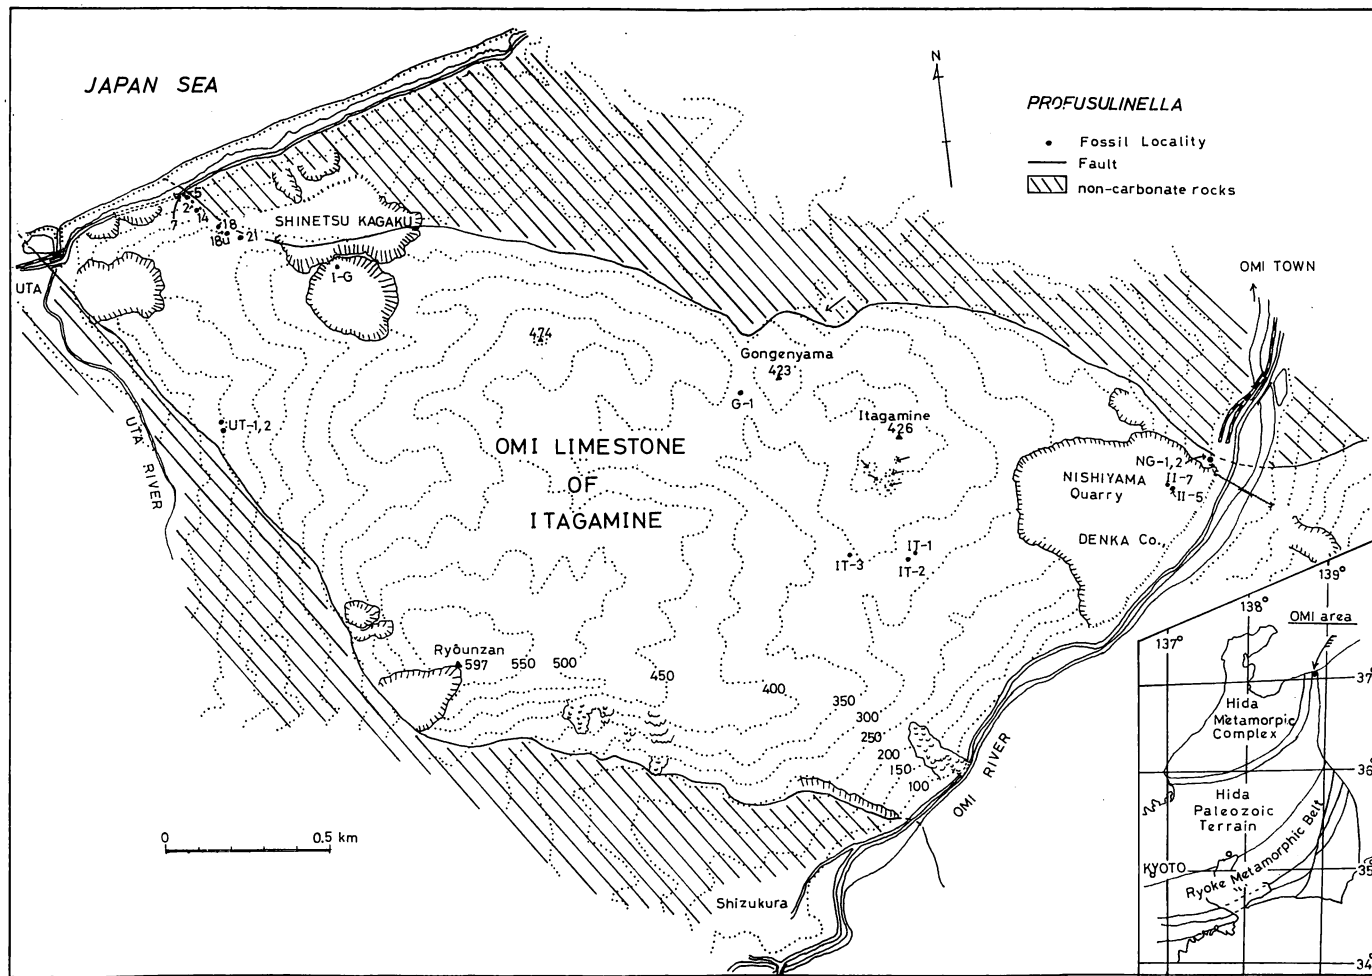 JAPAN SEA
N
PROFUSULINELLA
Fossil Locality
Fault
non-carbonate rocks
5
2
14
7
18
18u
21
SHINETSU KAGAKU
I-G
UTA
UTA RIVER
UT-1,2
474
Gongenyama
423
G-1
Itagamine
426
OMI TOWN
OMI LIMESTONE
OF
ITAGAMINE
NG-1,2
II-7
II-5
NISHIYAMA
Quarry
DENKA Co.,
IT-1
IT-2
IT-3
Ryôunzan
597
550
500
450
400
350
300
250
200
150
100
OMI RIVER
0
0.5 km
Shizukura
137°
138°
139°
OMI area
37
36
35
34
Hida
Metamorpic
Complex
Hida
Paleozoic
Terrain
KYOTO
Ryoke Metamorphic Belt